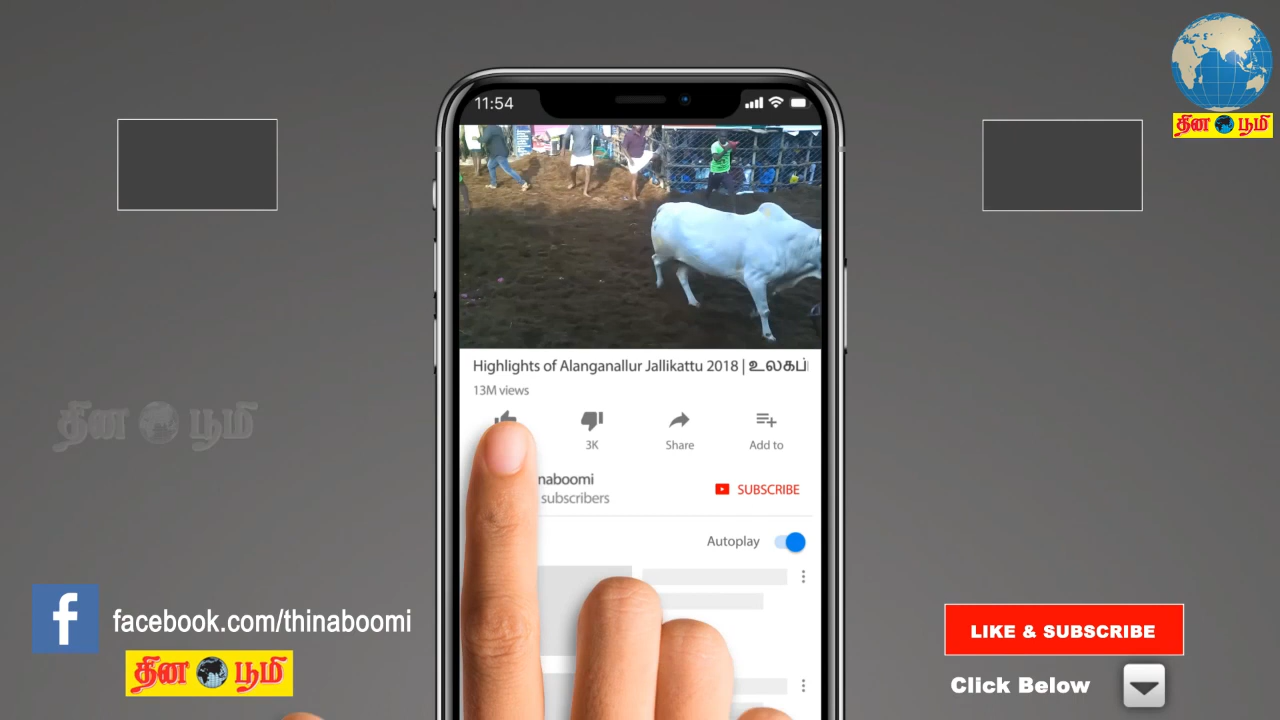 தின பூமி
11:54
Highlights of Alanganallur Jallikattu 2018 | உலகப்
13M views
3K
Share
Add to
naboomi
subscribers
SUBSCRIBE
Autoplay
தின பூமி
facebook.com/thinaboomi
தின பூமி
LIKE & SUBSCRIBE
Click Below